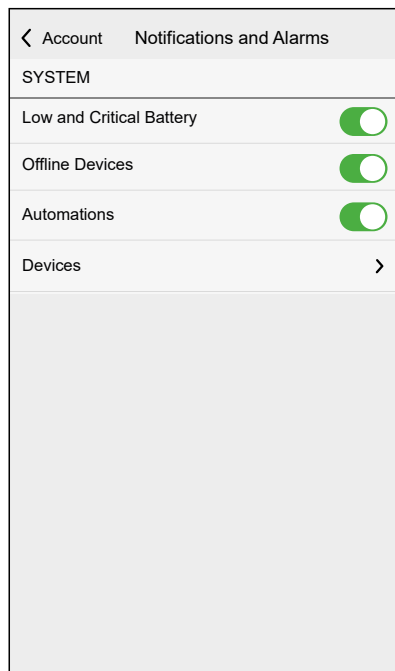 Account Notifications and Alarms
SYSTEM
Low and Critical Battery
Offline Devices
Automations
Devices